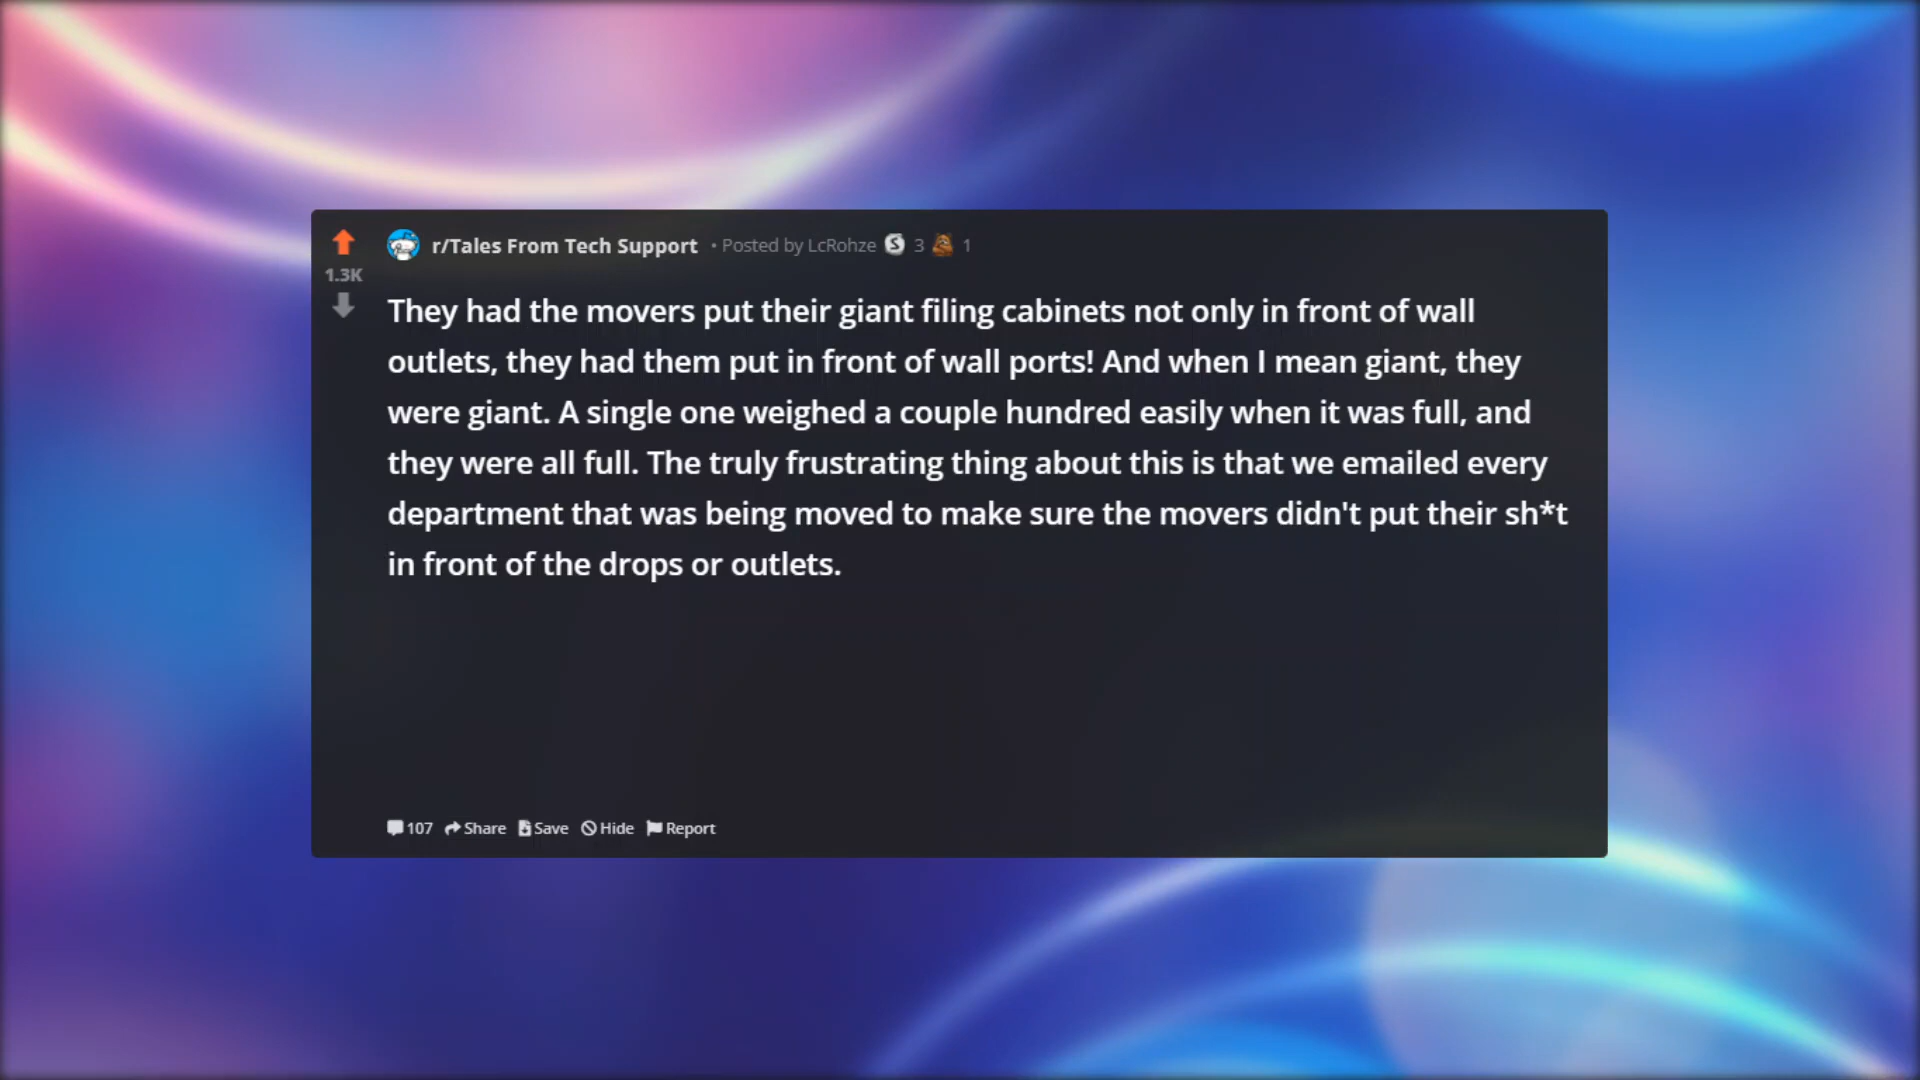 r/Tales From Tech Support • Posted by LcRohze S 3 1
1.3K
They had the movers put their giant filing cabinets not only in front of wall
outlets, they had them put in front of wall ports! And when I mean giant, they
were giant. A single one weighed a couple hundred easily when it was full, and
they were all full. The truly frustrating thing about this is that we emailed every
department that was being moved to make sure the movers didn't put their sh*t
in front of the drops or outlets.
107 Share Save Hide Report